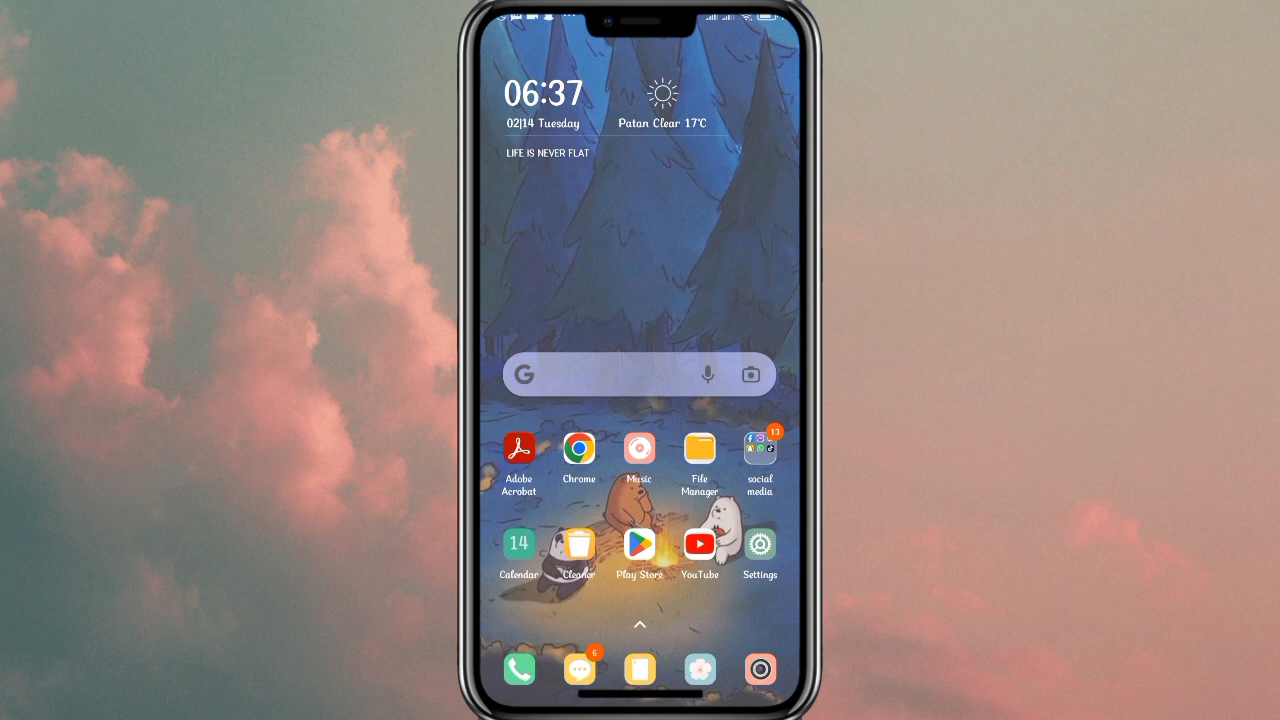 06:37
02|14 Tuesday
Patan Clear 17℃
LIFE IS NEVER FLAT
13
Adobe Acrobat
Chrome
Music
File Manager
social media
14
Calendar
Cleaner
Play Store
YouTube
Settings
6